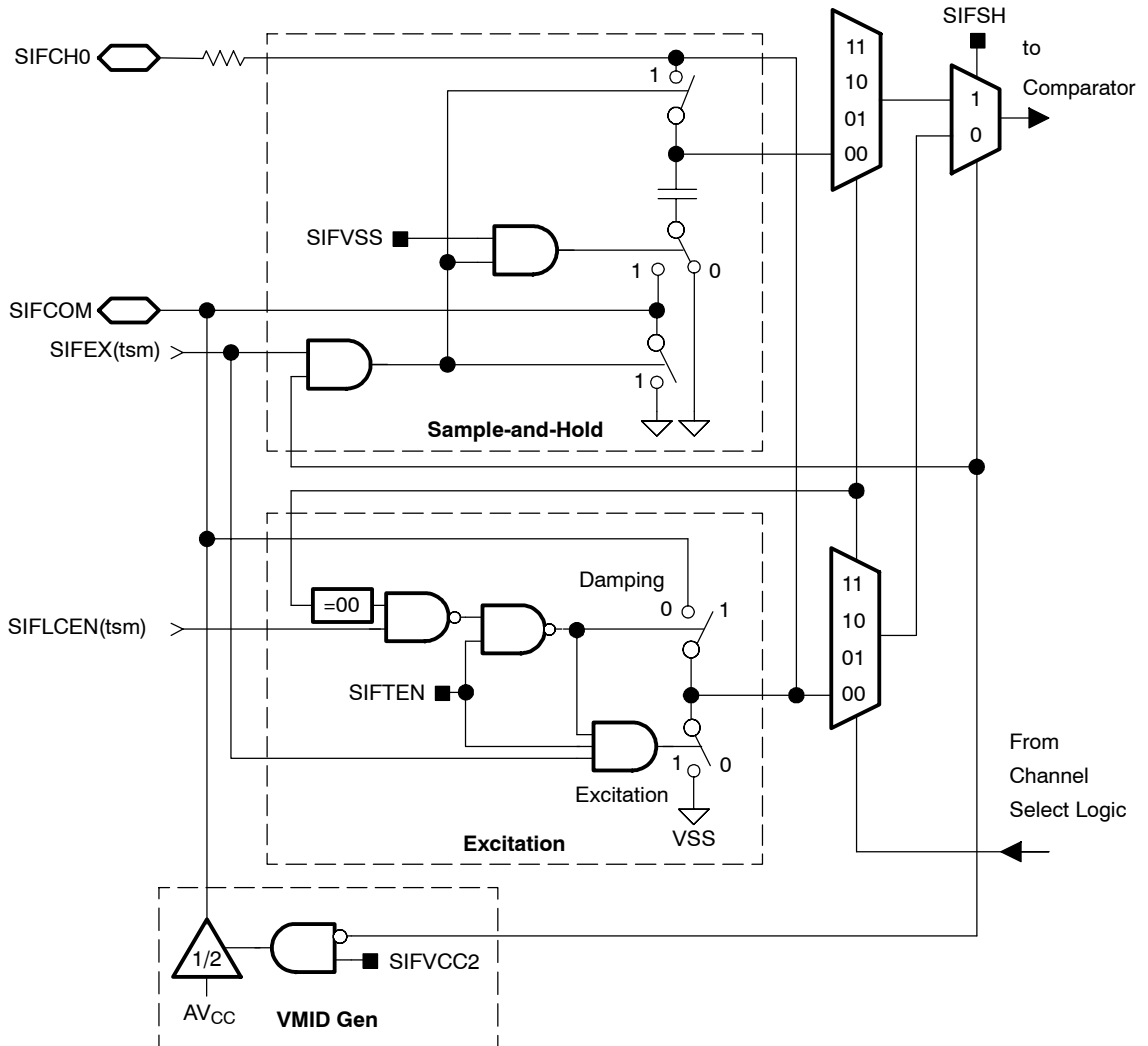 SIFCH0
SIFSH
to
Comparator
1
11
10
01
00
1
0
SIFVSS
1
0
SIFCOM
SIFEX(tsm)
1
Sample-and-Hold
Damping
0
1
=00
SIFLCEN(tsm)
11
10
01
00
SIFTEN
1
0
Excitation
VSS
Excitation
From
Channel
Select Logic
1/2
SIFVCC2
AVCC
VMID Gen